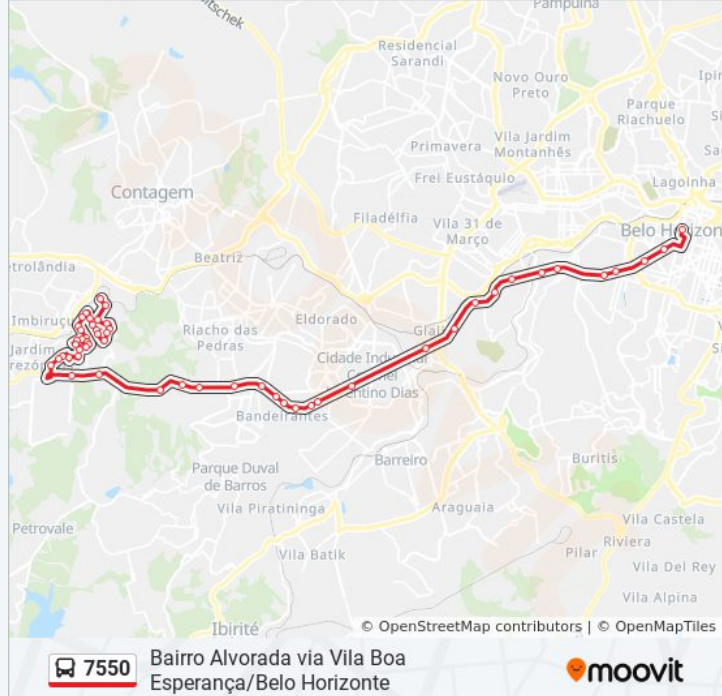 Pampulha
Residencial
Sarandi
Novo Ouro
Preto
Parque
Riachuelo
Primavera
Vila Jardim
Montanhês
Frei Eustáquio
Lagoinha
Contagem
Filadélfia
Vila 31 de
Março
Belo Horizon
Beatriz
etrolândia
Imbiruçu
Jardim
Riacho das
Pedras
Eldorado
Cidade Indu
Bandeirantes
Parque Duval
de Barros
Barreiro
Buritis
Vila Piratininga
Araguaia
Vila Castela
Petrovale
Vila Batik
Pilar
Riviera
Vila Del Rey
Vila Alpina
Ibirité
© OpenStreetMap contributors | © OpenMapTiles
7550
Bairro Alvorada via Vila Boa
Esperança/Belo Horizonte
moovit